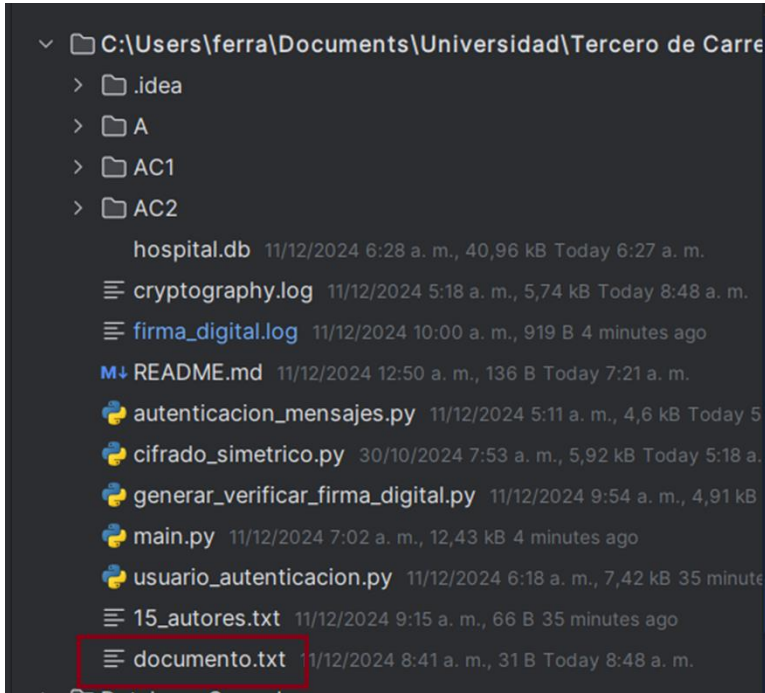 C:\Users\ferra\Documents\Universidad\Tercero de Carre
.idea
A
AC1
AC2
hospital.db 11/12/2024 6:28 a. m., 40,96 kB Today 6:27 a. m.
cryptography.log 11/12/2024 5:18 a. m., 5,74 kB Today 8:48 a. m.
firma_digital.log 11/12/2024 10:00 a. m., 919 B 4 minutes ago
M↓ README.md 11/12/2024 12:50 a. m., 136 B Today 7:21 a. m.
autenticacion_mensajes.py 11/12/2024 5:11 a. m., 4,6 kB Today 5
cifrado_simetrico.py 30/10/2024 7:53 a. m., 5,92 kB Today 5:18 a.
generar_verificar_firma_digital.py 11/12/2024 9:54 a. m., 4,91 kB
main.py 11/12/2024 7:02 a. m., 12,43 kB 4 minutes ago
usuario_autenticacion.py 11/12/2024 6:18 a. m., 7,42 kB 35 minute
15_autores.txt 11/12/2024 9:15 a. m., 66 B 35 minutes ago
documento.txt 11/12/2024 8:41 a. m., 31 B Today 8:48 a. m.